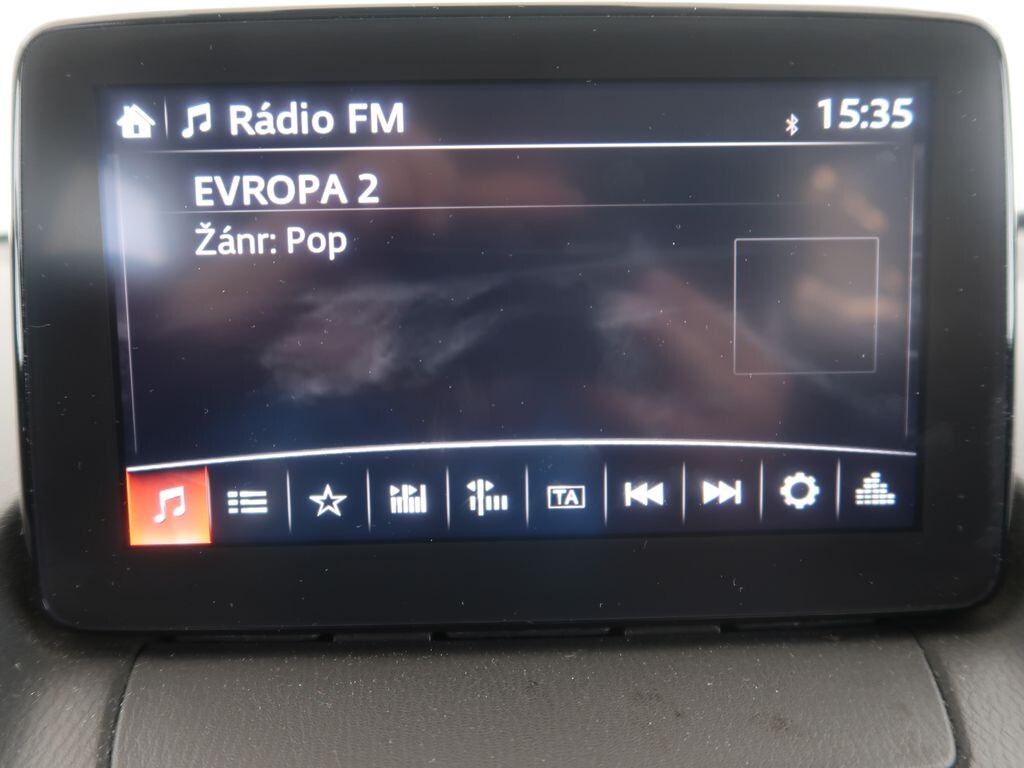 Rádio FM
15:35
EVROPA 2
Žánr: Pop
TA